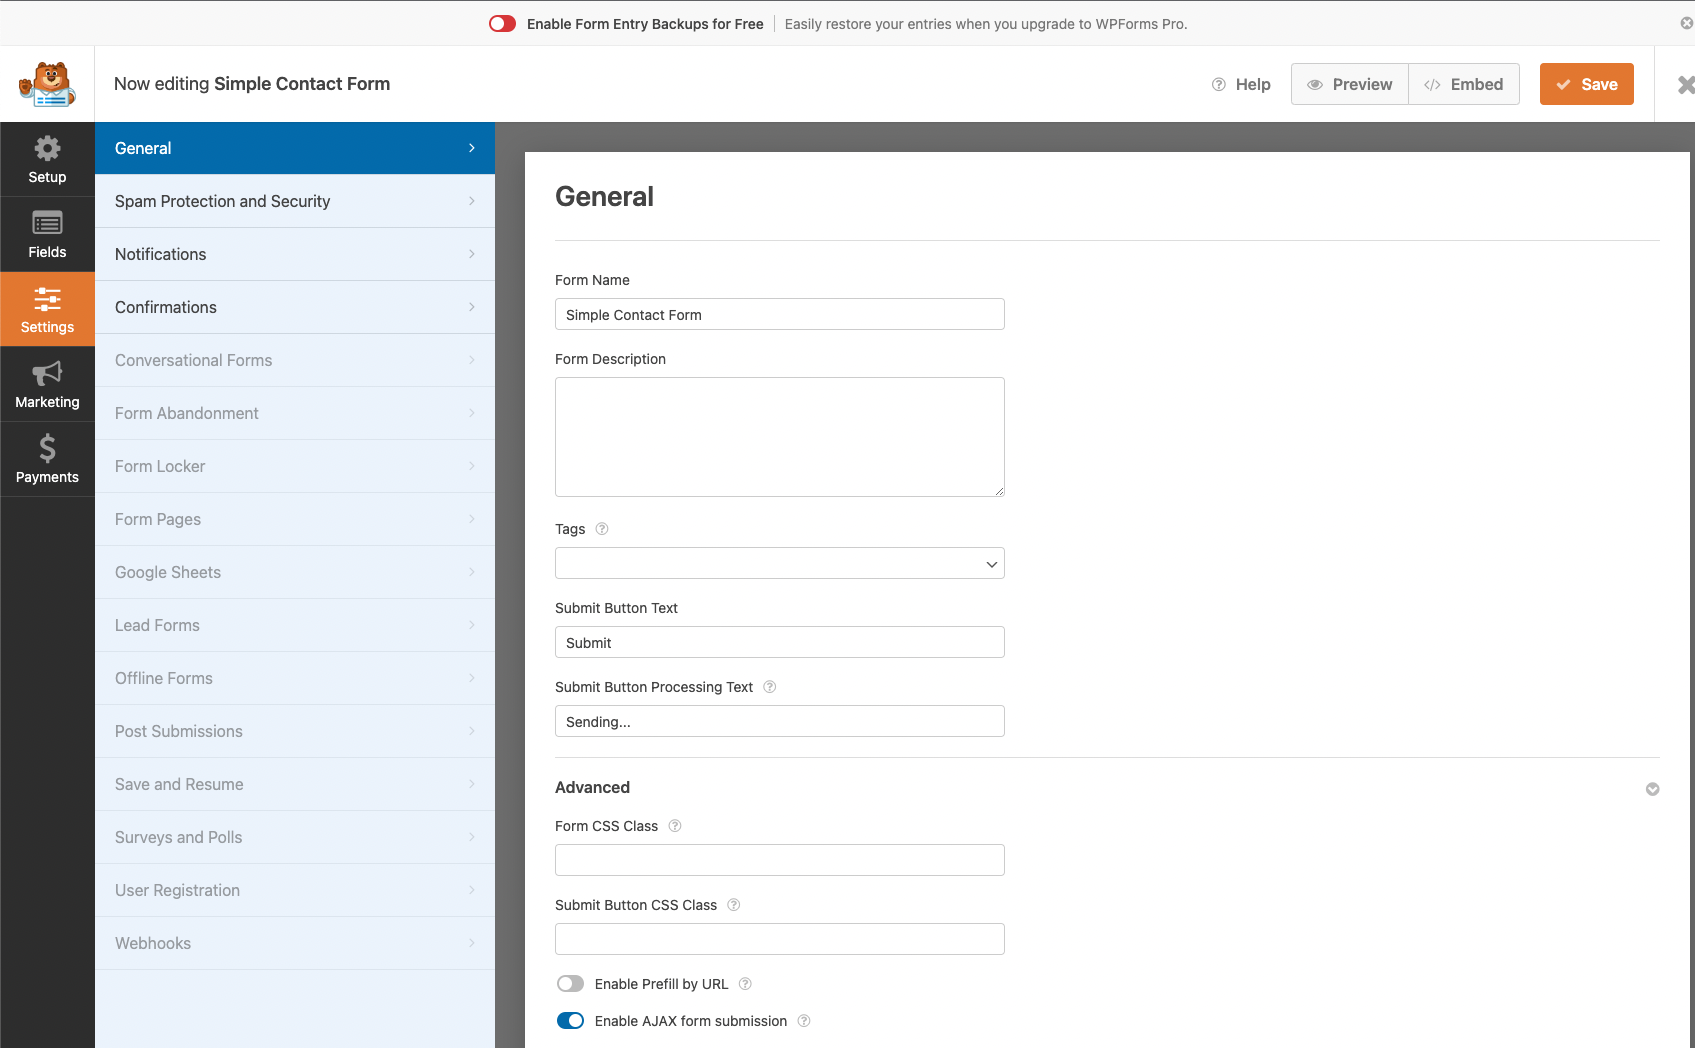 Enable Form Entry Backups for Free
Easily restore your entries when you upgrade to WPForms Pro.
Now editing Simple Contact Form
Help
Preview
Embed
Save
Setup
Fields
Settings
Marketing
Payments
General
Spam Protection and Security
Notifications
Confirmations
Conversational Forms
Form Abandonment
Form Locker
Form Pages
Google Sheets
Lead Forms
Offline Forms
Post Submissions
Save and Resume
Surveys and Polls
User Registration
Webhooks
General
Form Name
Simple Contact Form
Form Description
Tags
Submit Button Text
Submit
Submit Button Processing Text
Sending...
Advanced
Form CSS Class
Submit Button CSS Class
Enable Prefill by URL
Enable AJAX form submission